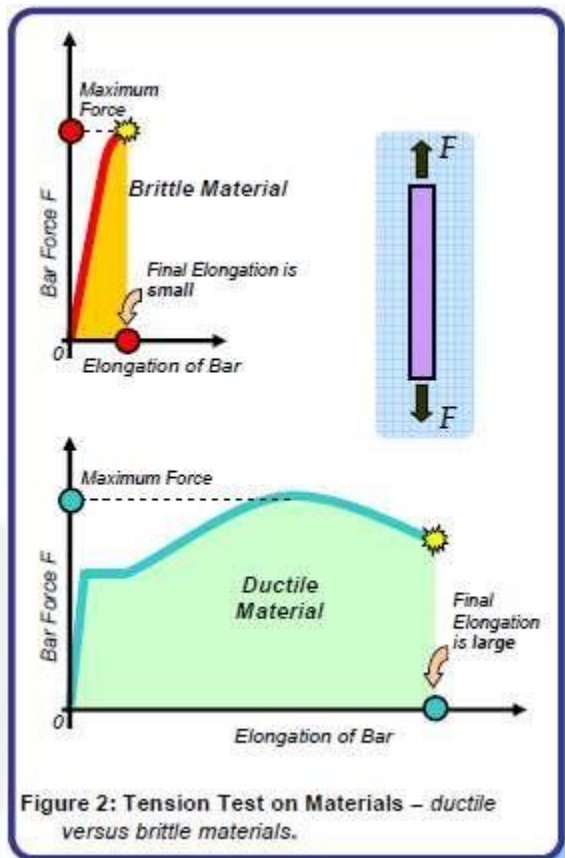 Maximum
Force
Bar Force F
Brittle Material
Final Elongation is
small
0
Elongation of Bar
F
F
Maximum Force
Bar Force F
Ductile
Material
Final
Elongation
is large
0
Elongation of Bar
Figure 2: Tension Test on Materials – ductile
versus brittle materials.